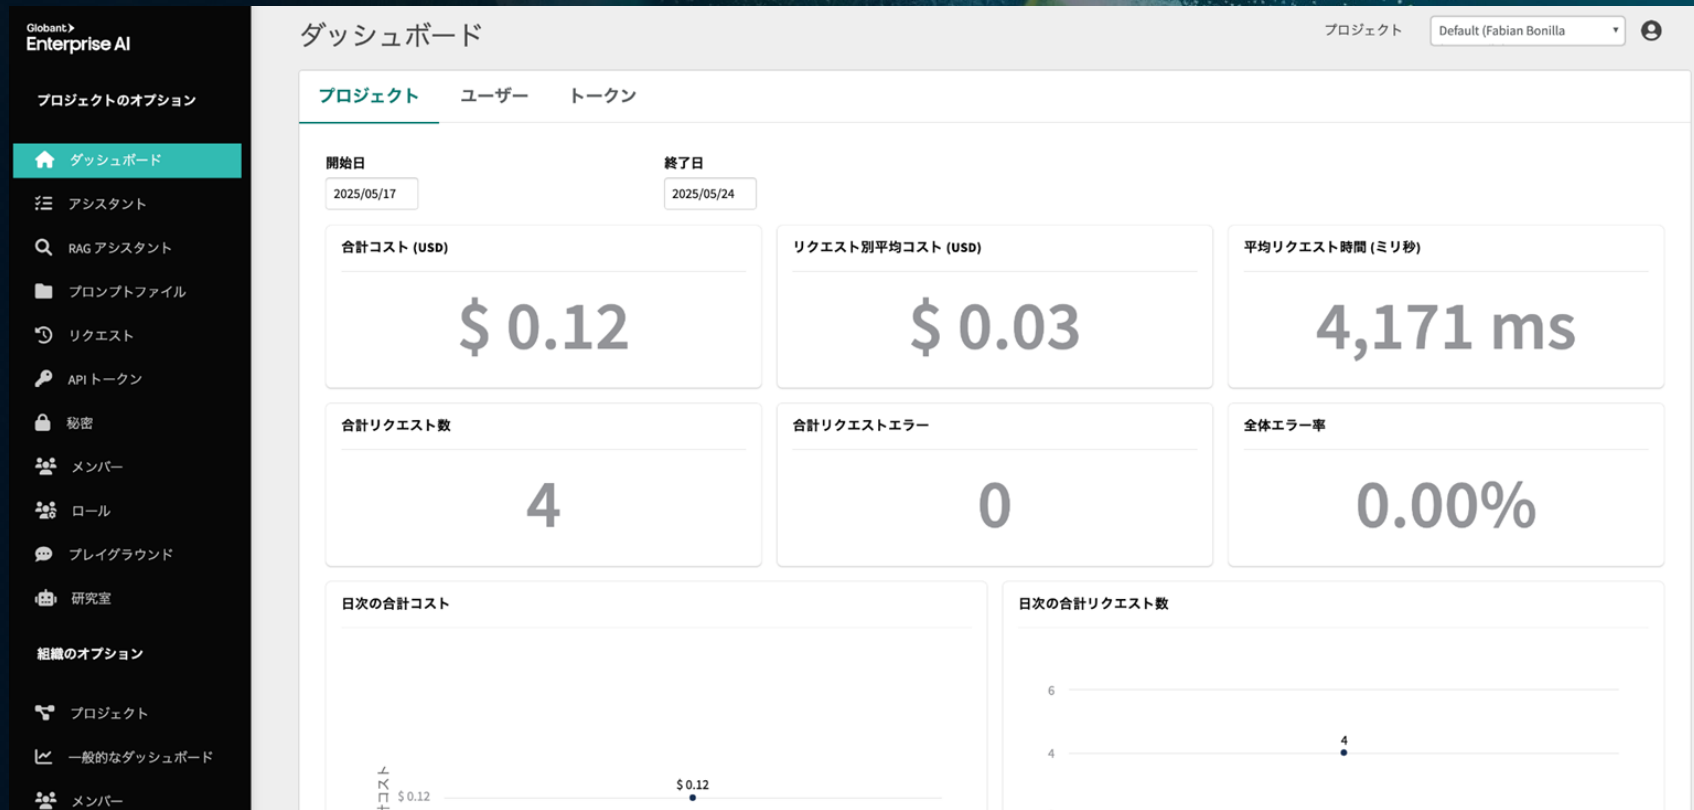 Globant
Enterprise AI
プロジェクトのオプション
ダッシュボード
アシスタント
RAG アシスタント
プロンプトファイル
リクエスト
API トークン
秘密
メンバー
ロール
プレイグラウンド
研究室
組織のオプション
プロジェクト
一般的なダッシュボード
メンバー
ダッシュボード
プロジェクト
Default (Fabian Bonilla
プロジェクト ユーザー トークン
開始日 終了日
2025/05/17 2025/05/24
合計コスト (USD)
$ 0.12
リクエスト別平均コスト (USD)
$ 0.03
平均リクエスト時間 (ミリ秒)
4,171 ms
合計リクエスト数
4
合計リクエストエラー
0
全体エラー率
0.00%
日次の合計コスト
$ 0.12
$ 0.12
日次の合計リクエスト数
6
4
4